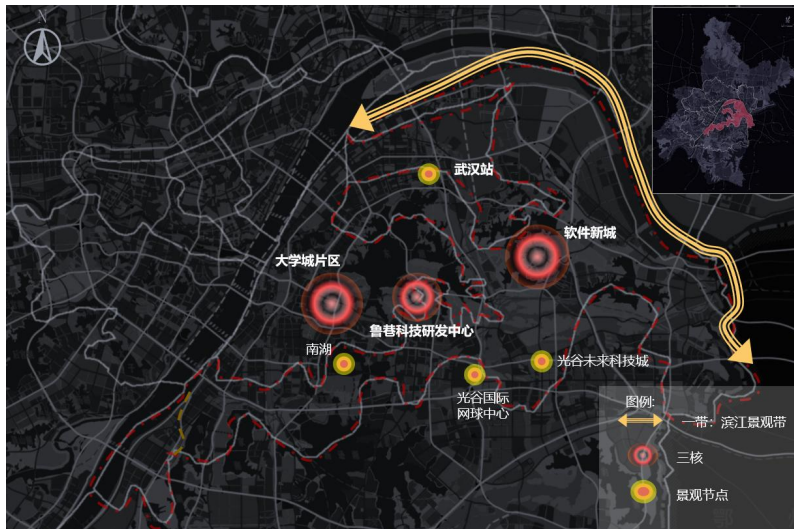 N
武汉站
软件新城
大学城片区
鲁巷科技研发中心
南湖
光谷未来科技城
光谷国际
网球中心
图例:
一带：滨江景观带
三核
景观节点